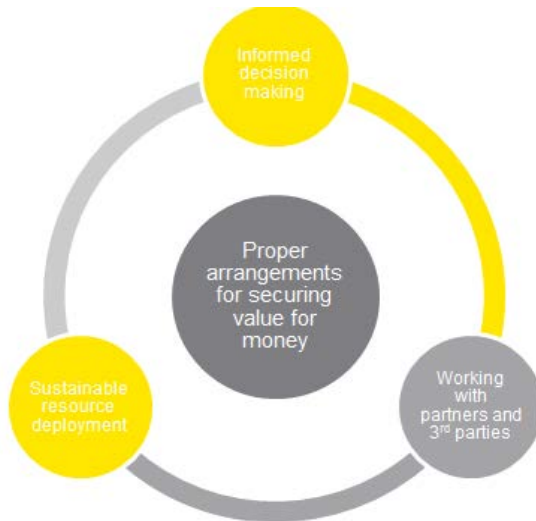 Informed
decision
making
Proper
arrangements
for securing
value for
money
Sustainable
resource
deployment
Working
with
partners and
3rd parties